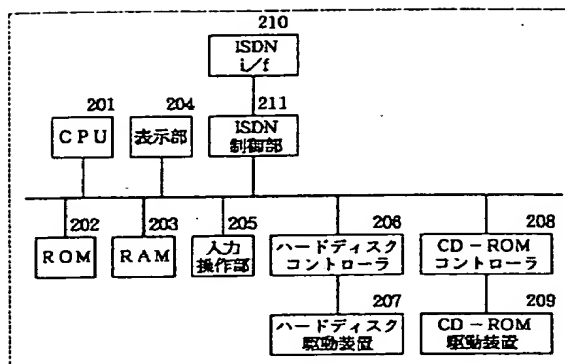 210
ISDN
i/f
201
204
211
CPU
表示部
ISDN
制御部
202
203
205
206
208
ROM
RAM
入力
操作部
ハードディスク
コントローラ
CD-ROM
コントローラ
207
209
ハードディスク
駆動装置
CD-ROM
駆動装置